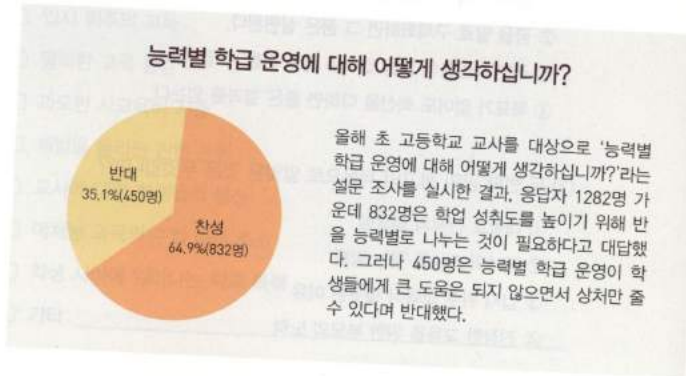 능력별 학급 운영에 대해 어떻게 생각하십니까?
반대
35.1%(450명)
찬성
64.9%(832명)
올해 초 고등학교 교사를 대상으로 '능력별
학급 운영에 대해 어떻게 생각하십니까?'라는
설문 조사를 실시한 결과, 응답자 1282명 가
운데 832명은 학업 성취도를 높이기 위해 반
을 능력별로 나누는 것이 필요하다고 대답했
다. 그러나 450명은 능력별 학급 운영이 학
생들에게 큰 도움은 되지 않으면서 상처만 줄
수 있다며 반대했다.